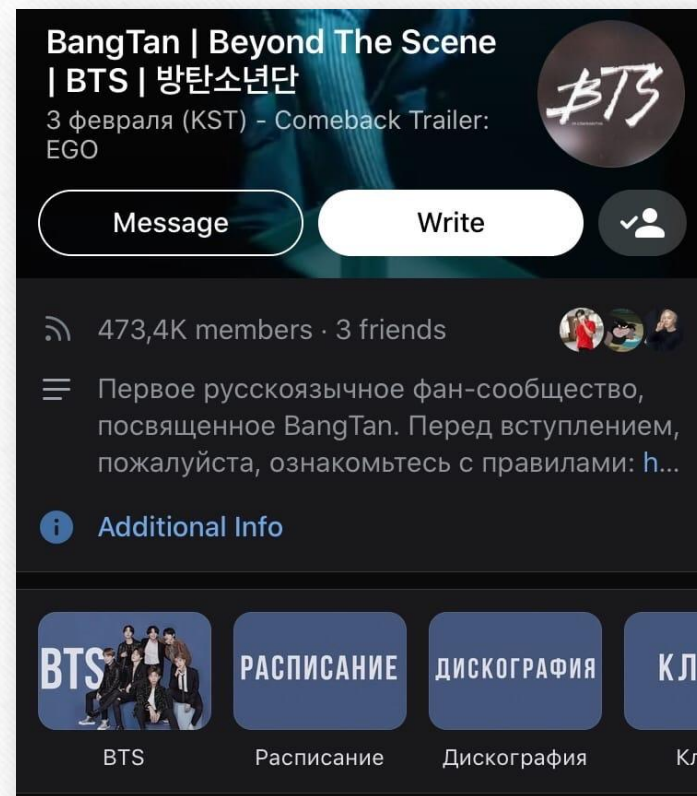 BangTan | Beyond The Scene
| BTS | 방탄소년단
3 февраля (KST) - Comeback Trailer:
EGO
BTS
Message
Write
473,4K members · 3 friends
Первое русскоязычное фан-сообщество,
посвященное BangTan. Перед вступлением,
пожалуйста, ознакомьтесь с правилами: h...
Additional Info
BTS
РАСПИСАНИЕ
ДИСКОГРАФИЯ
КЛ
BTS
Расписание
Дискография
Кл